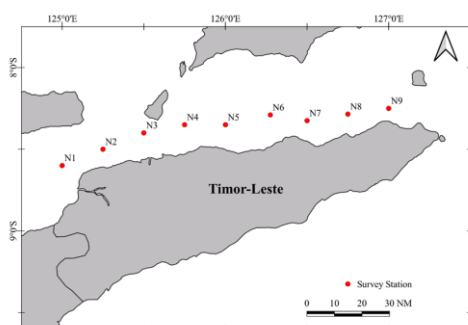 125°0'E 126°0'E 127°0'E
8°0'S
N9
N6
N8
N3 N4 N5 N7
N2
N1
Timor-Leste
9°0'S
Survey Station
0 10 20 30 NM